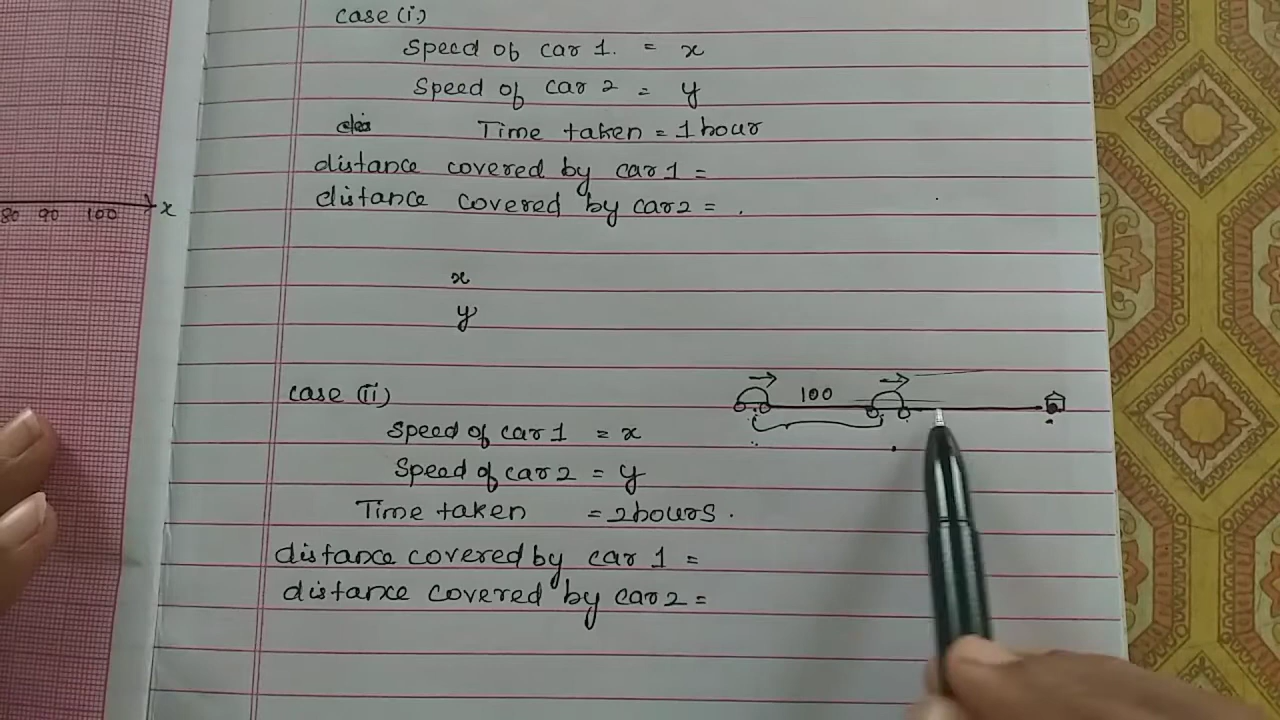 case (i.)
Speed of car 1. = x
Speed of car 2 = y
Time taken = 1 hour
distance covered by car 1 =
distance covered by car 2 = .
80 90 100 x
x
y
case (ii)
100
Speed of car 1 = x
Speed of car 2 = y
Time taken = 2 hours.
distance covered by car 1 =
distance covered by car 2 =